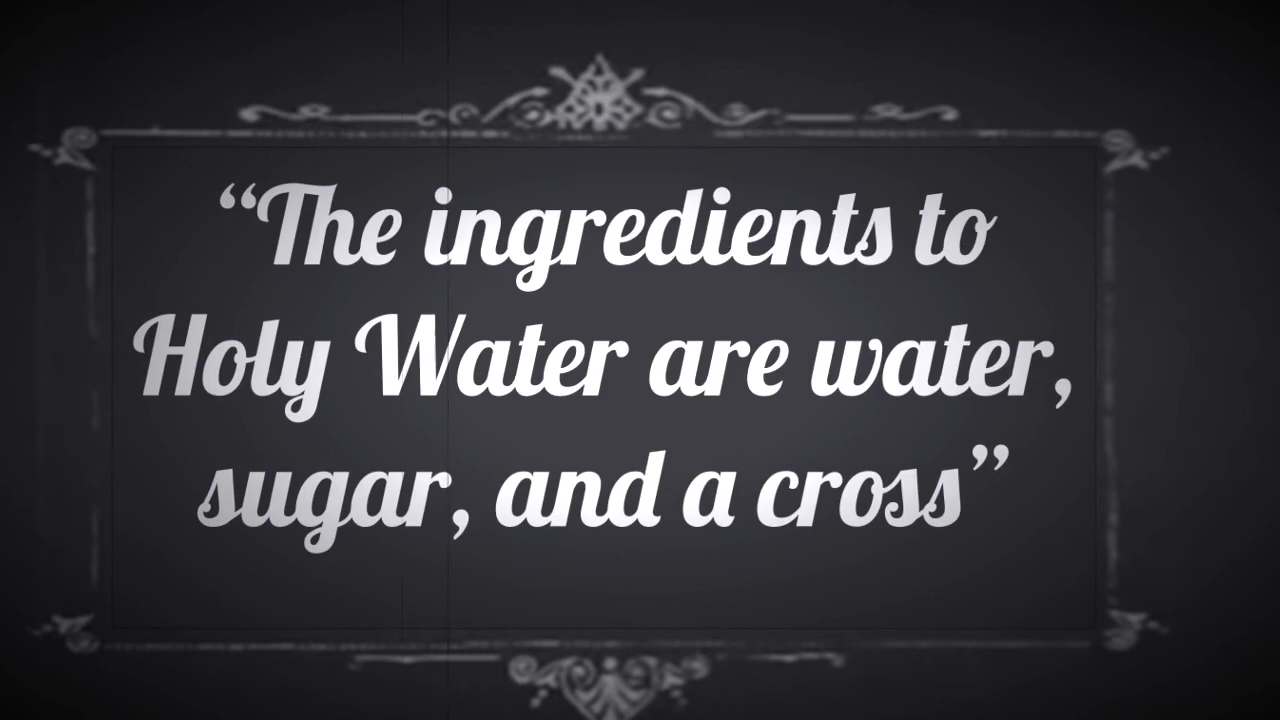 “The ingredients to
Holy Water are water,
sugar, and a cross”